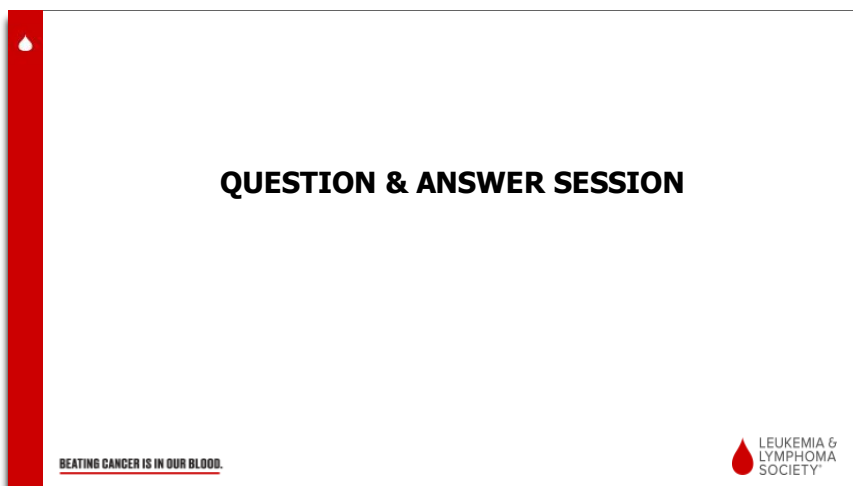 QUESTION & ANSWER SESSION
BEATING CANCER IS IN OUR BLOOD.
LEUKEMIA &
LYMPHOMA
SOCIETY®